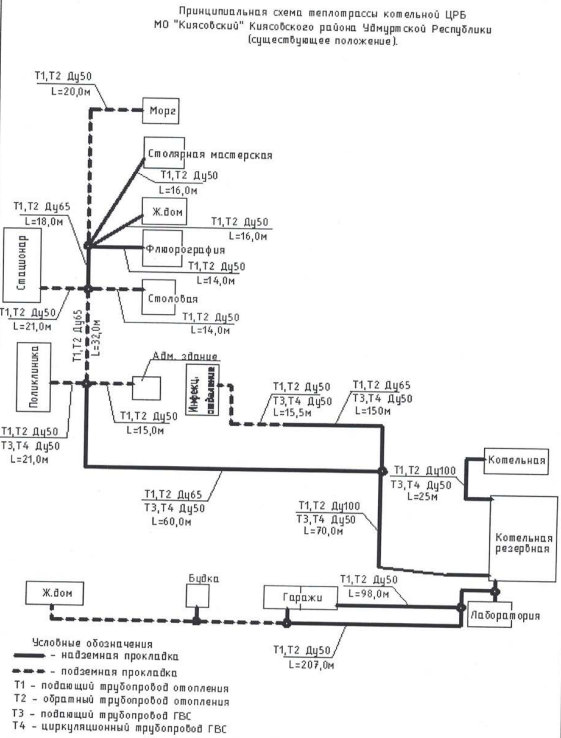 Принципиальная схема теплотрассы котельной ЦРБ
МО "Киясовский" Киясовского района Удмуртской Республики
(существующее положение).
Т1,Т2 Ду50
L=20,0м
Морг
Столярная мастерская
Т1,Т2 Ду50
L=16,0м
Т1,Т2 Ду65
L=18,0м
Ж.дом
Т1,Т2 Ду50
L=16,0м
Стационар
Флюорография
Т1,Т2 Ду50
L=14,0м
Столовая
Т1,Т2 Ду50
L=21,0м
Т1,Т2 Ду50
L=14,0м
Т1,Т2 Ду65
L=32,0м
Поликлиника
Адм. здание
Инфекц.
отделение
Т1,Т2 Ду50
Т3,Т4 Ду50
L=15,5м
Т1,Т2 Ду65
Т3,Т4 Ду50
L=150м
Т1,Т2 Ду50
Т3,Т4 Ду50
L=21,0м
Т1,Т2 Ду50
L=15,0м
Котельная
Т1,Т2 Ду100
Т3,Т4 Ду50
L=25м
Т1,Т2 Ду65
Т3,Т4 Ду50
L=60,0м
Т1,Т2 Ду100
Т3,Т4 Ду50
L=70,0м
Котельная
резервная
Ж.дом
Будка
Гаражи
Т1,Т2 Ду50
L=98,0м
Лаборатория
Т1,Т2 Ду50
L=207,0м
Условные обозначения
- надземная прокладка
- подземная прокладка
Т1 - подающий трубопровод отопления
Т2 - обратный трубопровод отопления
Т3 - подающий трубопровод ГВС
Т4 - циркуляционный трубопровод ГВС